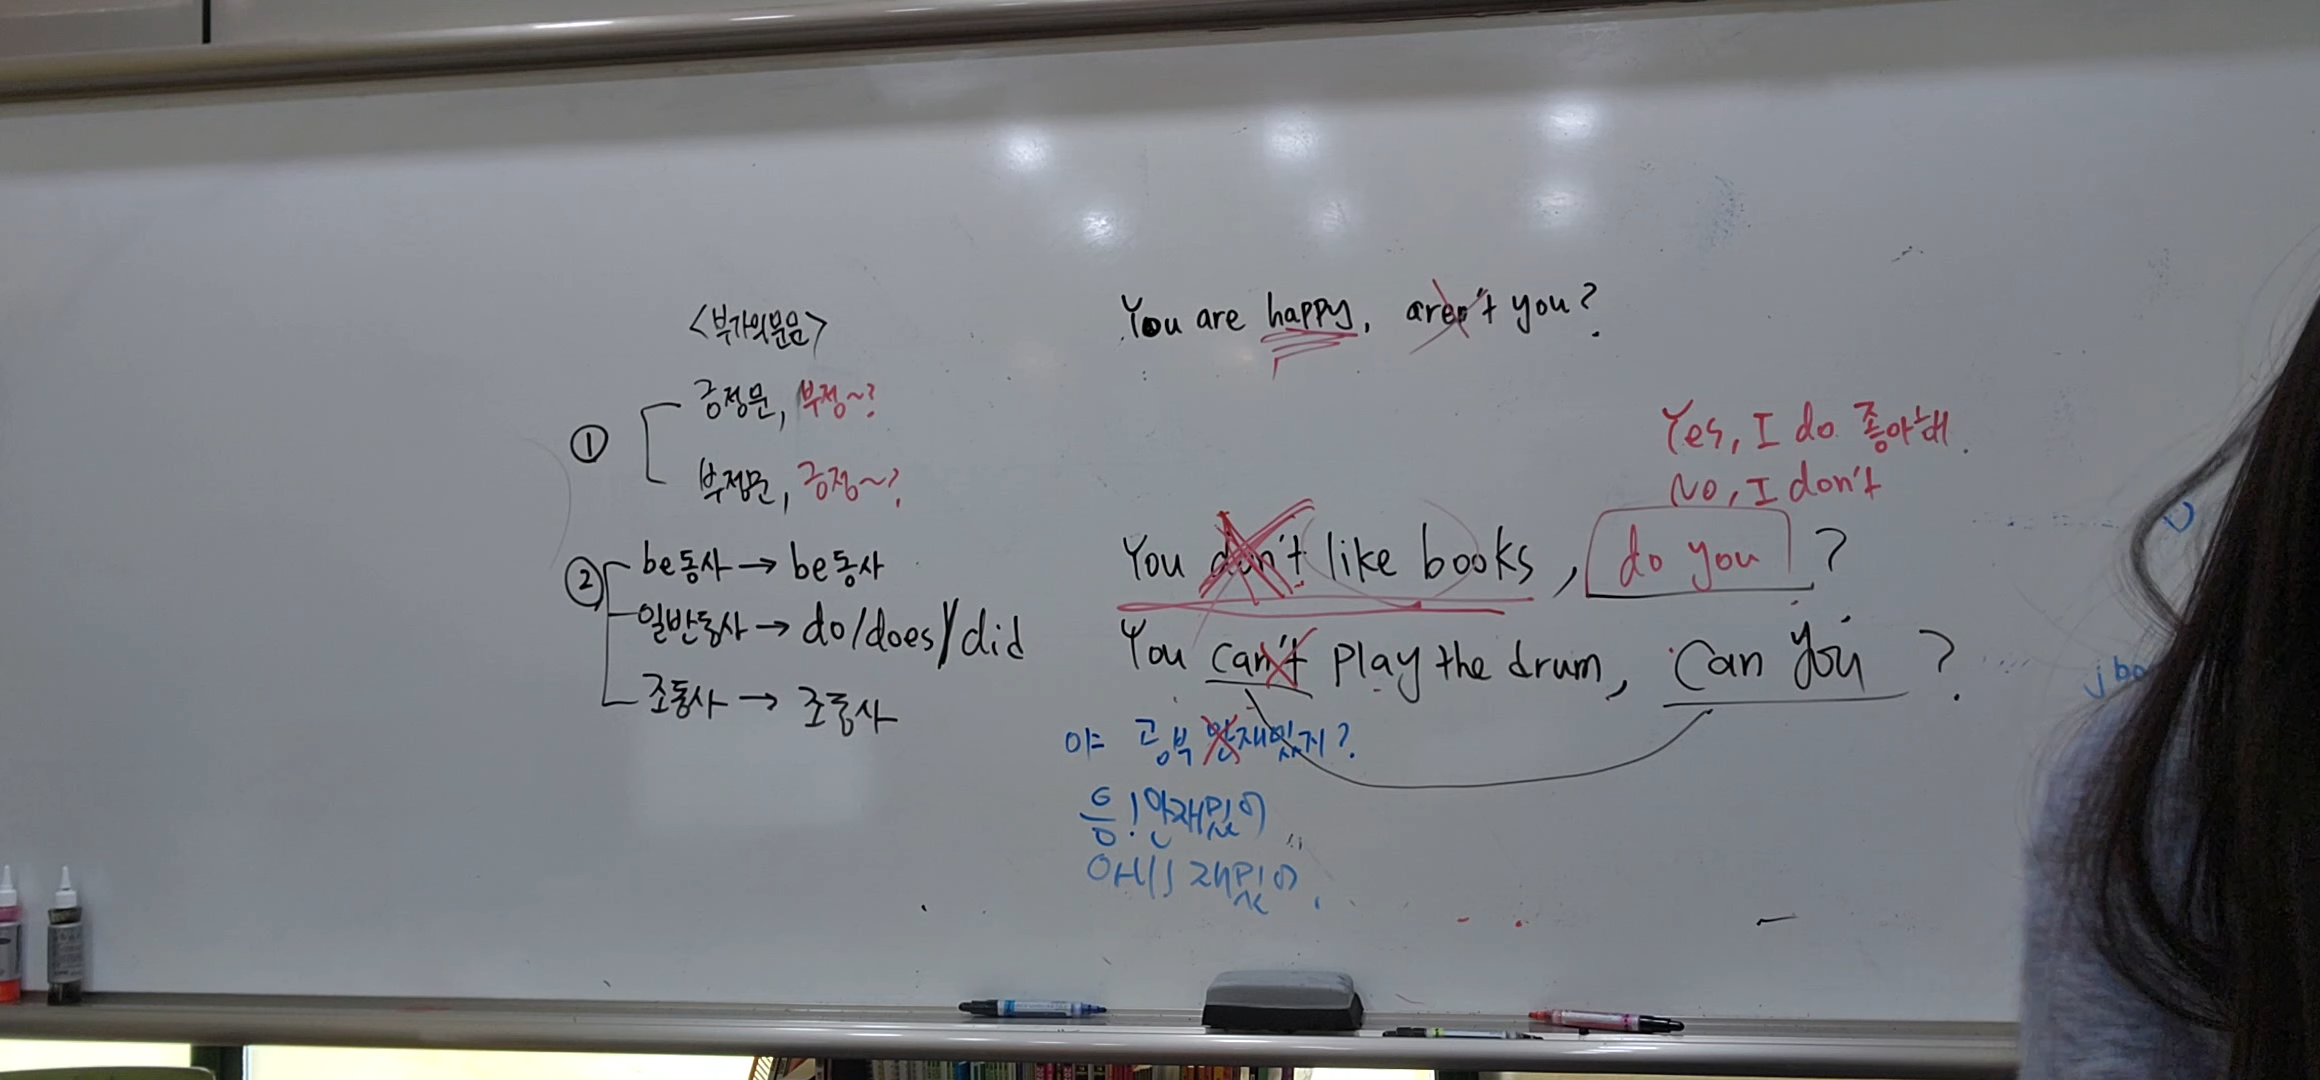 <부가의문문>
① 긍정문, 부정~?
부정문, 긍정~?
② be동사 → be동사
일반동사 → do/does/did
조동사 → 조동사
You are happy, aren't you?
Yes, I do 좋아해.
No, I don't
You don't like books, do you ?
You can't play the drum, can you ?
야 공부 안재밌지?
응! 안재밌어
아니 재밌어.